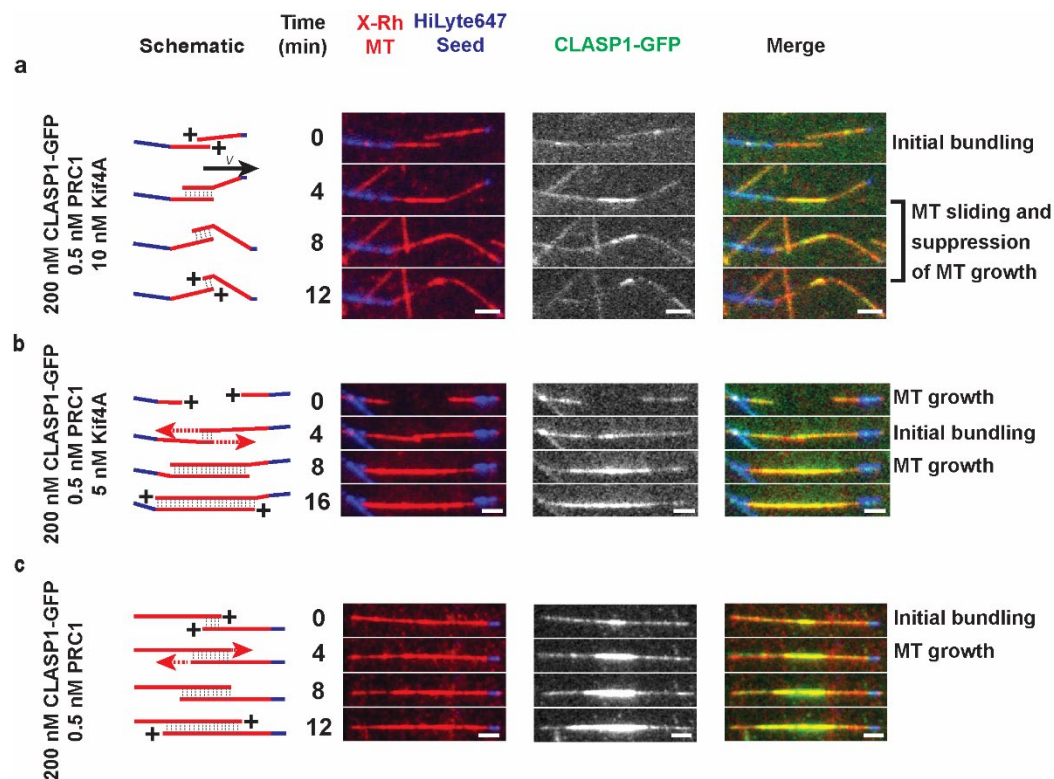 Schematic
Time
(min)
X-Rh
MT
HiLyte647
Seed
CLASP1-GFP
Merge
a
200 nM CLASP1-GFP
0.5 nM PRC1
10 nM Kif4A
+
+
v
+
+
0
4
8
12
Initial bundling
MT sliding and
suppression
of MT growth
b
200 nM CLASP1-GFP
0.5 nM PRC1
5 nM Kif4A
+
+
+
+
0
4
8
16
MT growth
Initial bundling
MT growth
c
200 nM CLASP1-GFP
0.5 nM PRC1
+
+
+
+
0
4
8
12
Initial bundling
MT growth